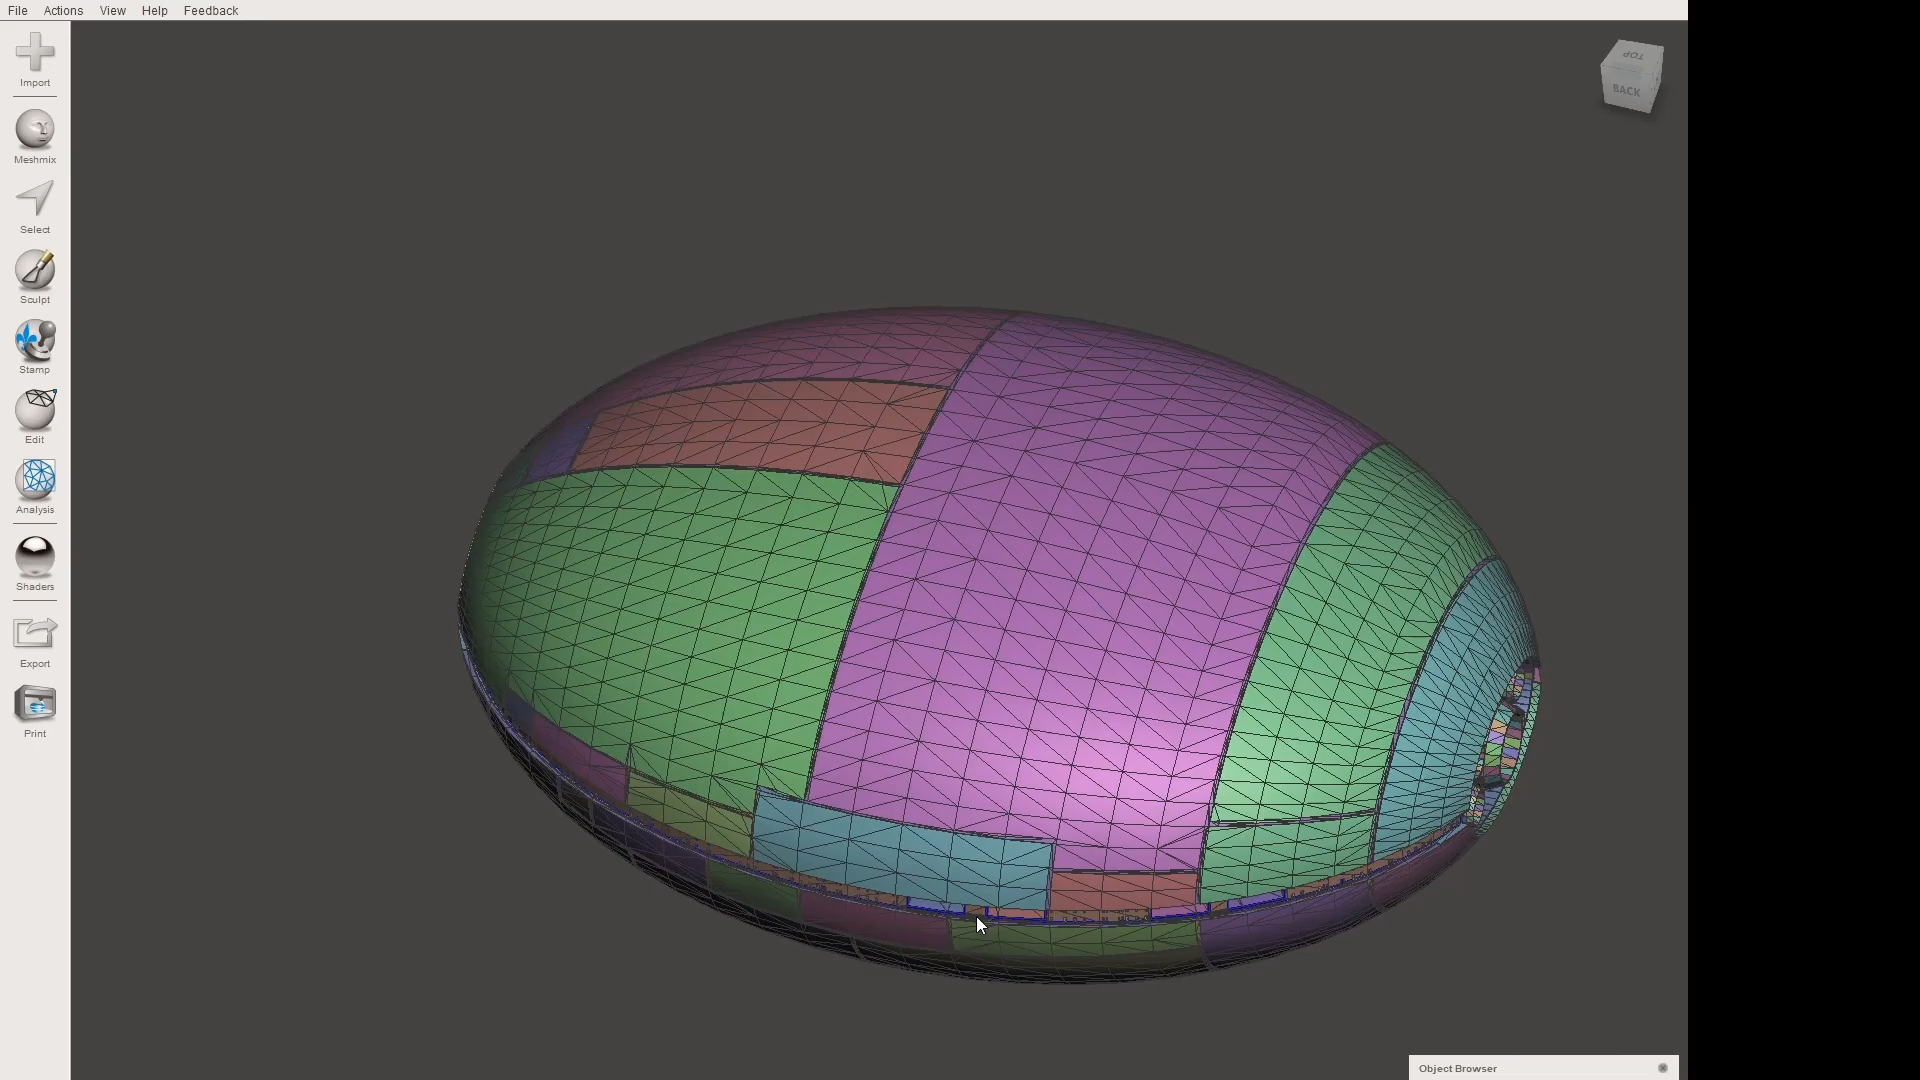 File Actions View Help Feedback
Import
Meshmix
Select
Sculpt
Stamp
Edit
Analysis
Shaders
Export
Print
TOP
BACK
Object Browser